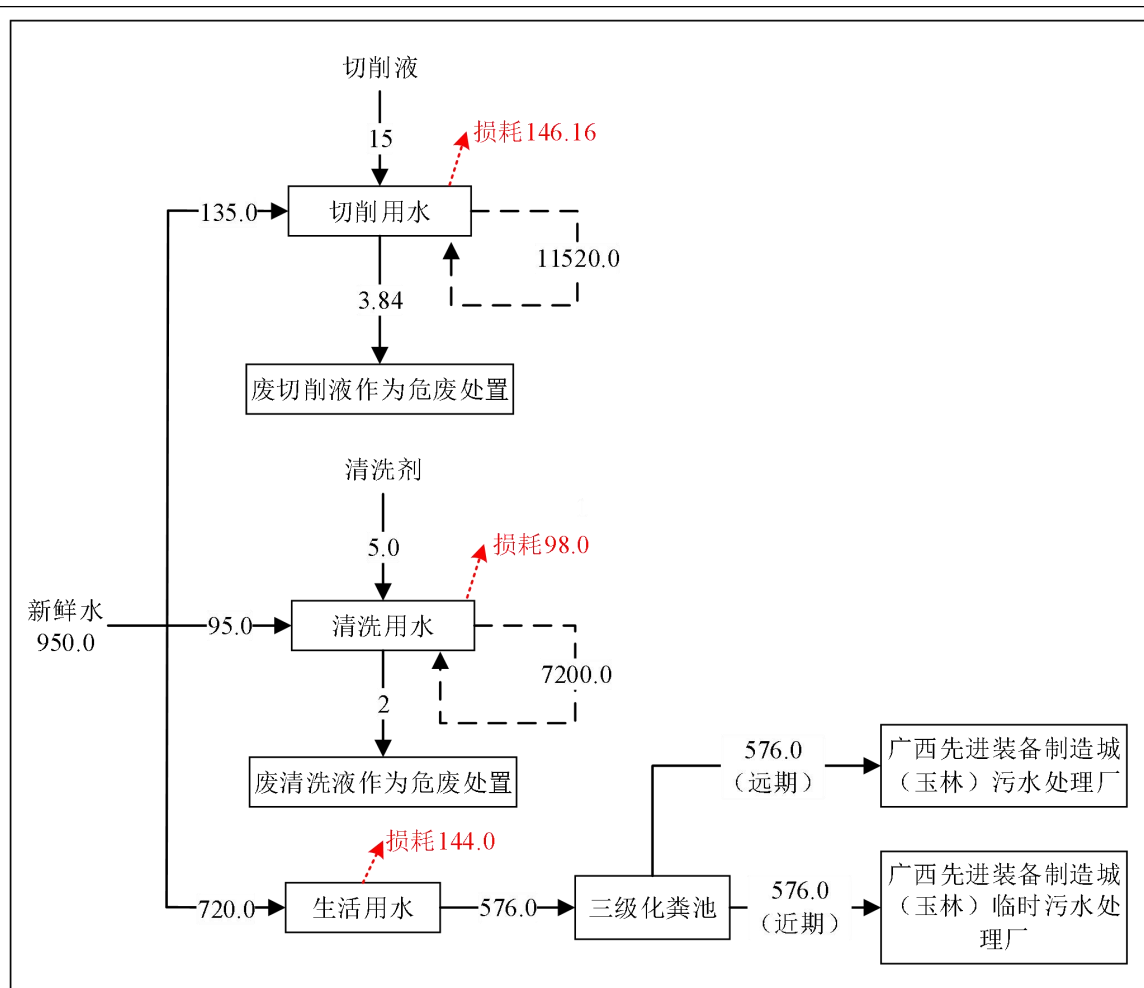 切削液
15
损耗146.16
135.0
切削用水
11520.0
3.84
废切削液作为危废处置
清洗剂
5.0
损耗98.0
新鲜水
950.0
95.0
清洗用水
7200.0
2
废清洗液作为危废处置
576.0
（远期）
广西先进装备制造城
（玉林）污水处理厂
损耗144.0
720.0
生活用水
576.0
三级化粪池
576.0
（近期）
广西先进装备制造城
（玉林）临时污水处
理厂